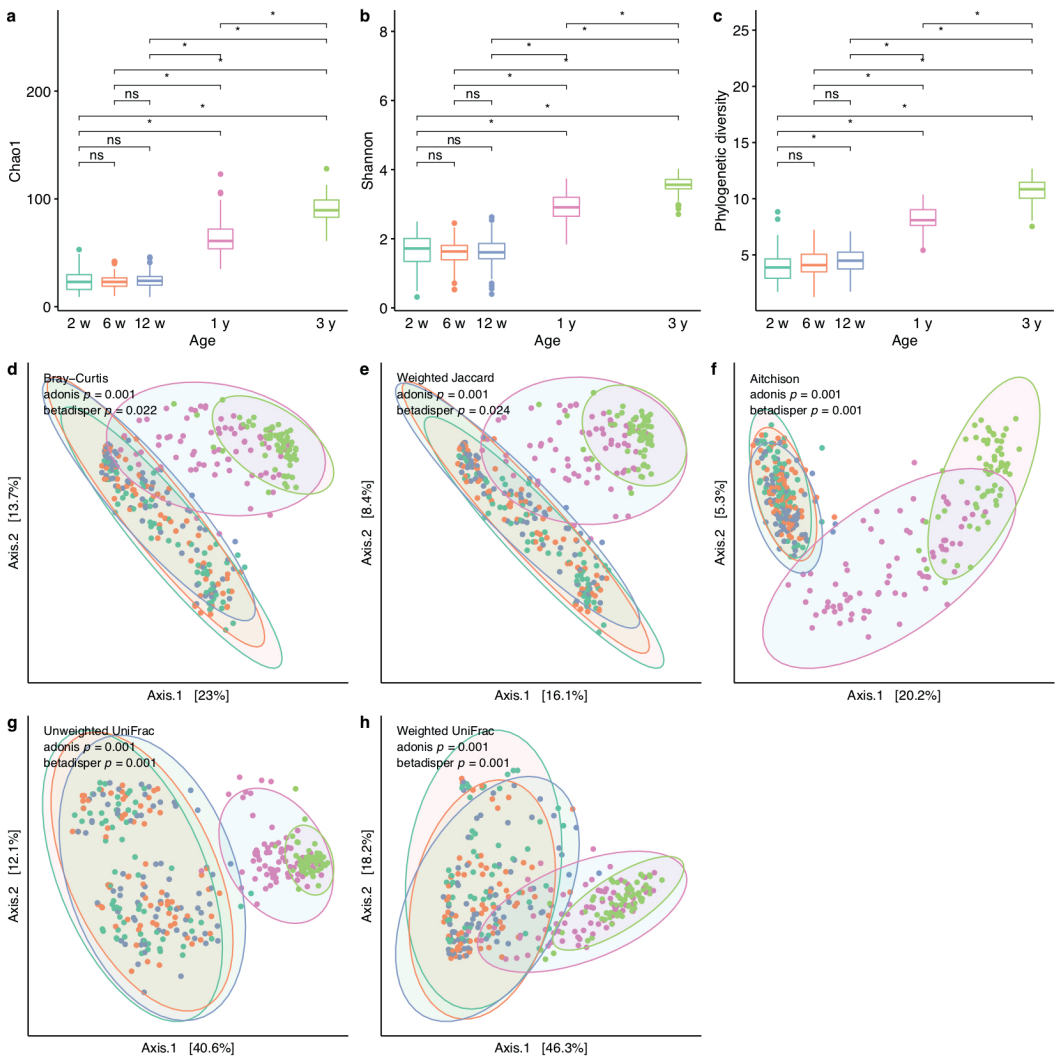 a
Chao1
200
100
0
*
*
*
*
*
ns
*
*
ns
ns
2 w 6 w 12 w 1 y 3 y
Age
b
Shannon
8
6
4
2
0
*
*
*
*
*
ns
*
*
ns
ns
2 w 6 w 12 w 1 y 3 y
Age
c
Phylogenetic diversity
25
20
15
10
5
*
*
*
*
*
ns
*
*
*
ns
2 w 6 w 12 w 1 y 3 y
Age
d
Bray−Curtis
adonis p = 0.001
betadisper p = 0.022
Axis.2 [13.7%]
Axis.1 [23%]
e
Weighted Jaccard
adonis p = 0.001
betadisper p = 0.024
Axis.2 [8.4%]
Axis.1 [16.1%]
f
Aitchison
adonis p = 0.001
betadisper p = 0.001
Axis.2 [5.3%]
Axis.1 [20.2%]
g
Unweighted UniFrac
adonis p = 0.001
betadisper p = 0.001
Axis.2 [12.1%]
Axis.1 [40.6%]
h
Weighted UniFrac
adonis p = 0.001
betadisper p = 0.001
Axis.2 [18.2%]
Axis.1 [46.3%]